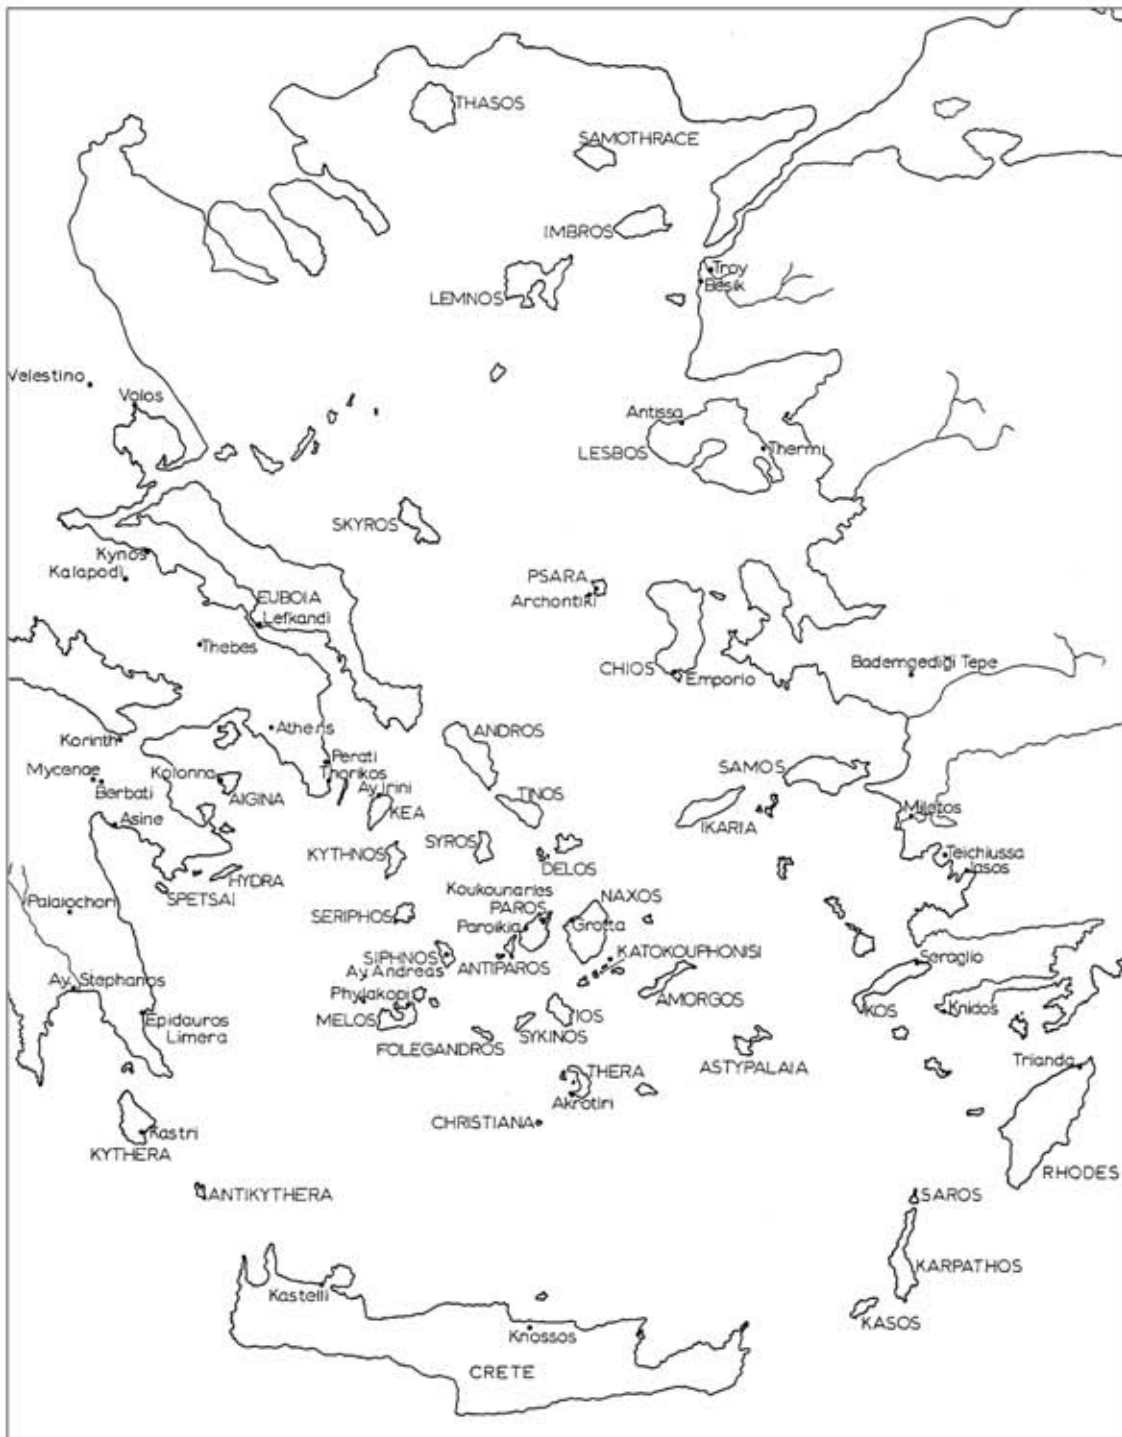 THASOS
SAMOTHRACE
IMBROS
Troy
Beşik
LEMNOS
Velestino
Volos
Antissa
Thermi
LESBOS
SKYROS
Kynos
Kalapodi
PSARA
Archontiki
EUBOIA
Lefkandi
Thebes
CHIOS
Emporio
Bademgediği Tepe
Korinth
Athens
ANDROS
Perati
Mycenae
Kolonna
Thorikos
SAMOS
Berbati
AIGINA
Ay. Irini
KEA
TINOS
Asine
IKARIA
Miletos
SYROS
KYTHNOS
DELOS
Teichiussa
Iasos
HYDRA
SPETSAI
Koukounaries
NAXOS
Palaiochori
SERIPHOS
PAROS
Paroikia
Grotta
SIPHNOS
KATOKOUPHONISI
Seraglio
Ay Andreas
ANTIPAROS
Ay. Stephanos
Phylakopi
AMORGOS
KOS
Knidos
MELOS
IOS
Epidauros
Limera
SYKINOS
FOLEGANDROS
ASTYPALAIA
Trianda
THERA
Akrotiri
CHRISTIANA
Kastri
KYTHERA
RHODES
ANTIKYTHERA
SAROS
KARPATHOS
Kastelli
KASOS
Knossos
CRETE